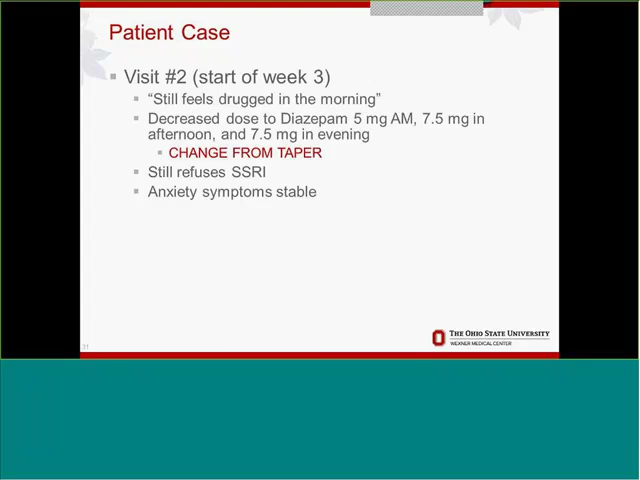 Patient Case
Visit #2 (start of week 3)
“Still feels drugged in the morning”
Decreased dose to Diazepam 5 mg AM, 7.5 mg in
afternoon, and 7.5 mg in evening
CHANGE FROM TAPER
Still refuses SSRI
Anxiety symptoms stable
THE OHIO STATE UNIVERSITY
WEXNER MEDICAL CENTER